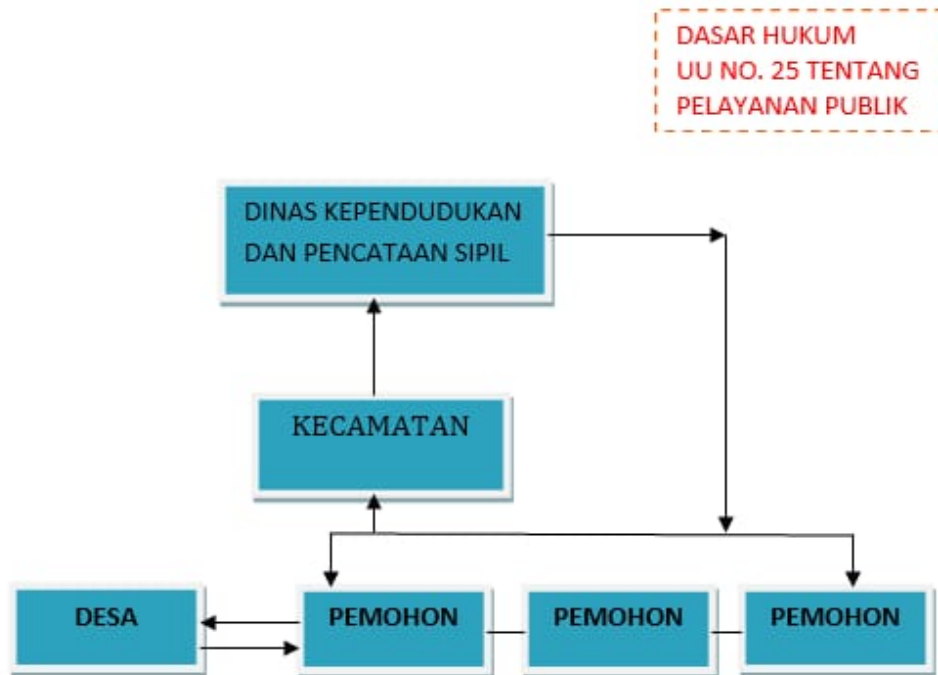 DASAR HUKUM
UU NO. 25 TENTANG
PELAYANAN PUBLIK
DINAS KEPENDUDUKAN
DAN PENCATAAN SIPIL
KECAMATAN
DESA
PEMOHON
PEMOHON
PEMOHON